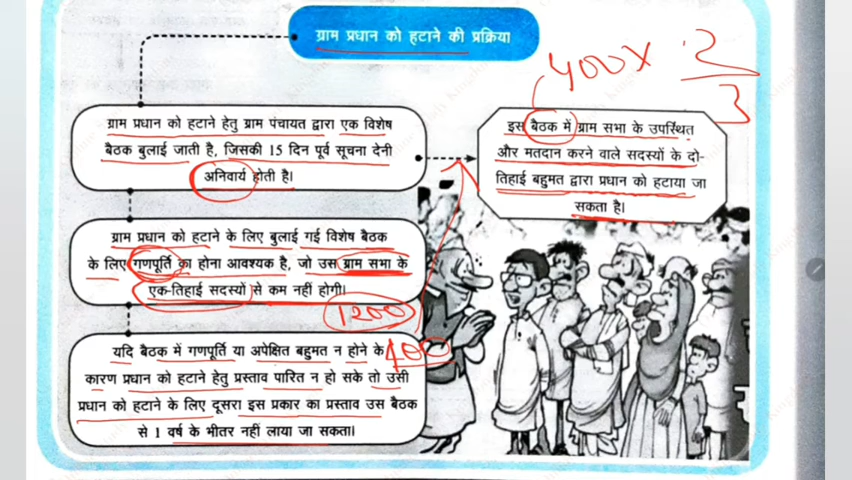 ग्राम प्रधान को हटाने की प्रक्रिया
400 × 2/3
ग्राम प्रधान को हटाने हेतु ग्राम पंचायत द्वारा एक विशेष
बैठक बुलाई जाती है, जिसकी 15 दिन पूर्व सूचना देनी
अनिवार्य होती है।
इस बैठक में ग्राम सभा के उपस्थित
और मतदान करने वाले सदस्यों के दो-
तिहाई बहुमत द्वारा प्रधान को हटाया जा
सकता है।
ग्राम प्रधान को हटाने के लिए बुलाई गई विशेष बैठक
के लिए गणपूर्ति का होना आवश्यक है, जो उस ग्राम सभा के
एक-तिहाई सदस्यों से कम नहीं होगी।
1200
400
यदि बैठक में गणपूर्ति या अपेक्षित बहुमत न होने के
कारण प्रधान को हटाने हेतु प्रस्ताव पारित न हो सके तो उसी
प्रधान को हटाने के लिए दूसरा इस प्रकार का प्रस्ताव उस बैठक
से 1 वर्ष के भीतर नहीं लाया जा सकता।